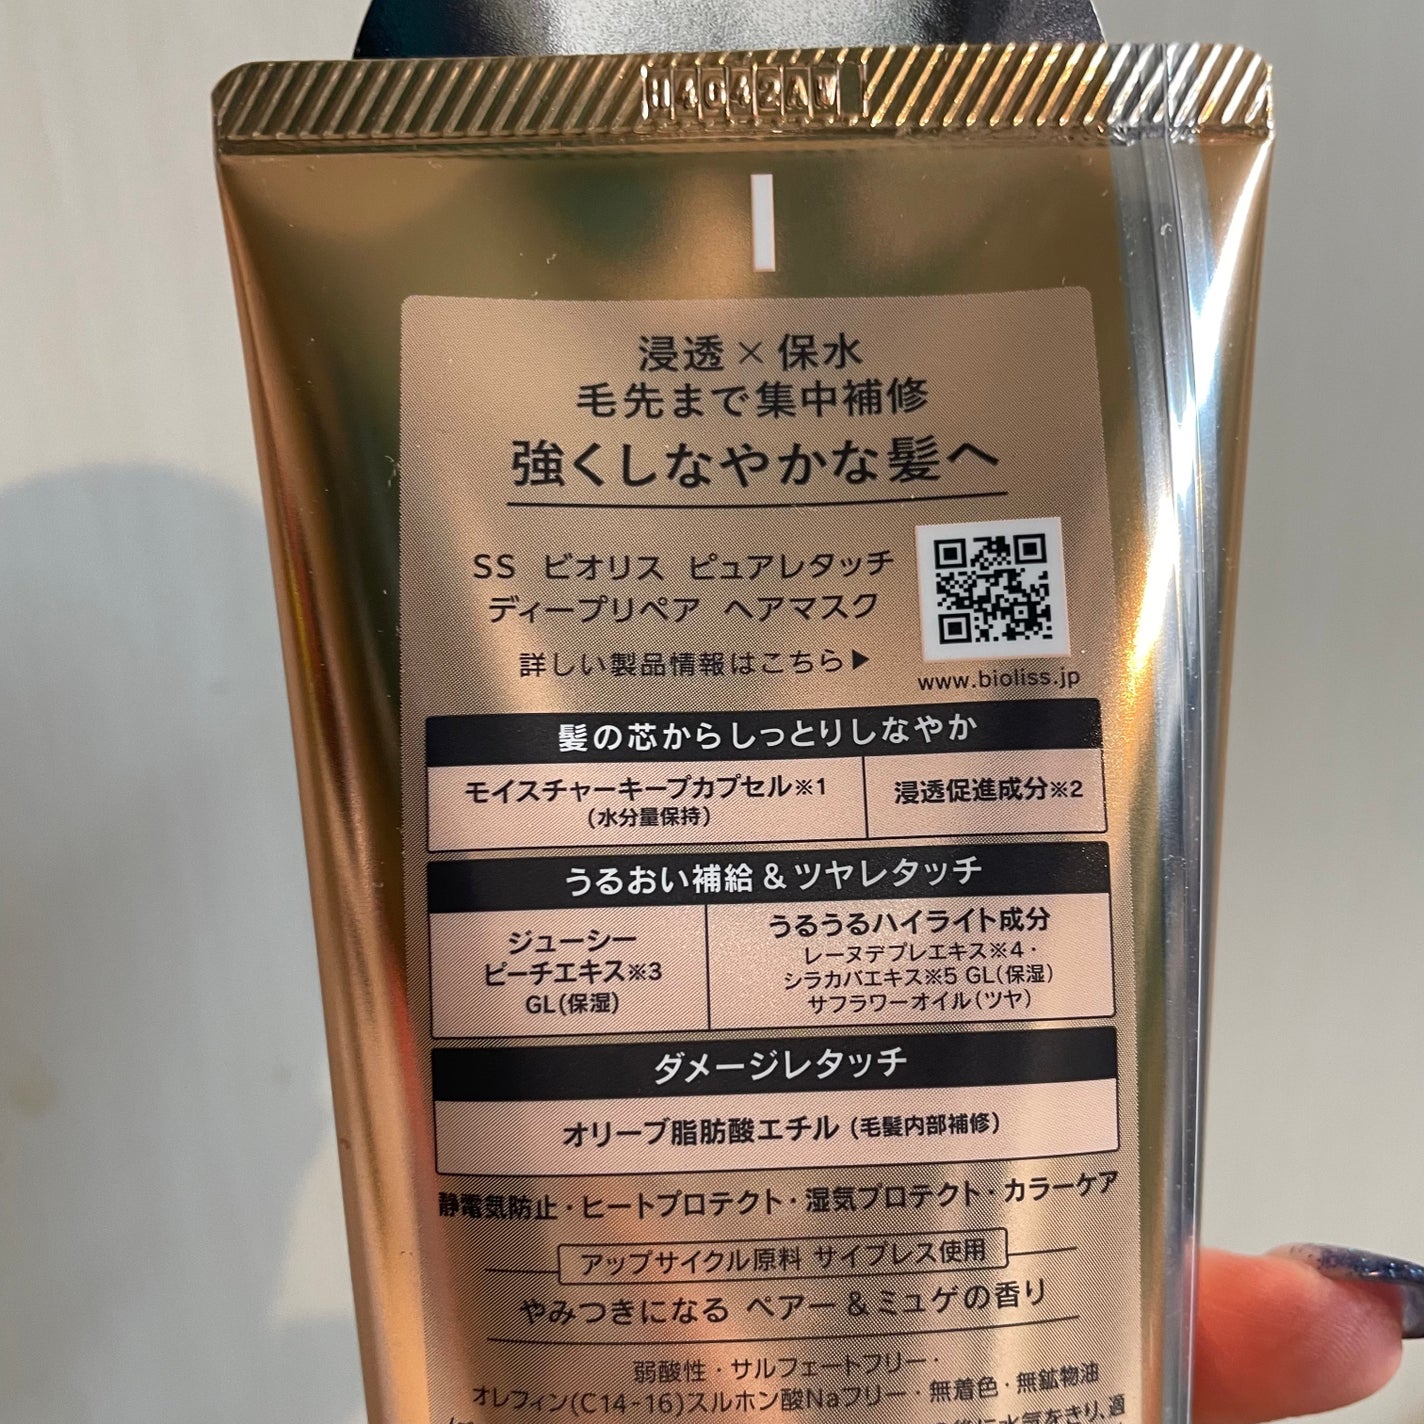 浸透×保水
毛先まで集中補修
強くしなやかな髪へ
SS ビオリス ピュアレタッチ
ディープリペア ヘアマスク
詳しい製品情報はこちら▶
www.bioliss.jp
髪の芯からしっとりしなやか
モイスチャーキープカプセル※1
(水分量保持)
浸透促進成分※2
うるおい補給&ツヤレタッチ
ジューシー
ピーチエキス※3
GL(保湿)
うるうるハイライト成分
レーヌデプレエキス※4・
シラカバエキス※5 GL(保湿)
サフラワーオイル(ツヤ)
ダメージレタッチ
オリーブ脂肪酸エチル(毛髪内部補修)
静電気防止・ヒートプロテクト・湿気プロテクト・カラーケア
アップサイクル原料 サイプレス使用
やみつきになる ペアー&ミュゲの香り
弱酸性・サルフェートフリー・
オレフィン(C14-16)スルホン酸Naフリー・無着色・無鉱物油
に水気をきり、適